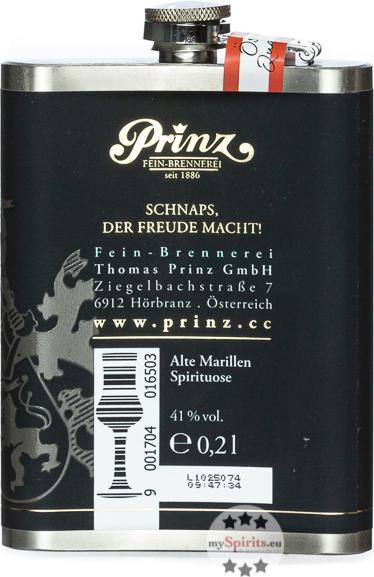 Prinz
FEIN-BRENNEREI
seit 1886
SCHNAPS,
DER FREUDE MACHT!
Fein-Brennerei
Thomas Prinz GmbH
Ziegelbachstraße 7
6912 Hörbranz . Österreich
www.prinz.cc
Alte Marillen
Spirituose
41 % vol.
℮ 0,2 l
L1025074
09:47:34
9 001704 016503
mySpirits.eu